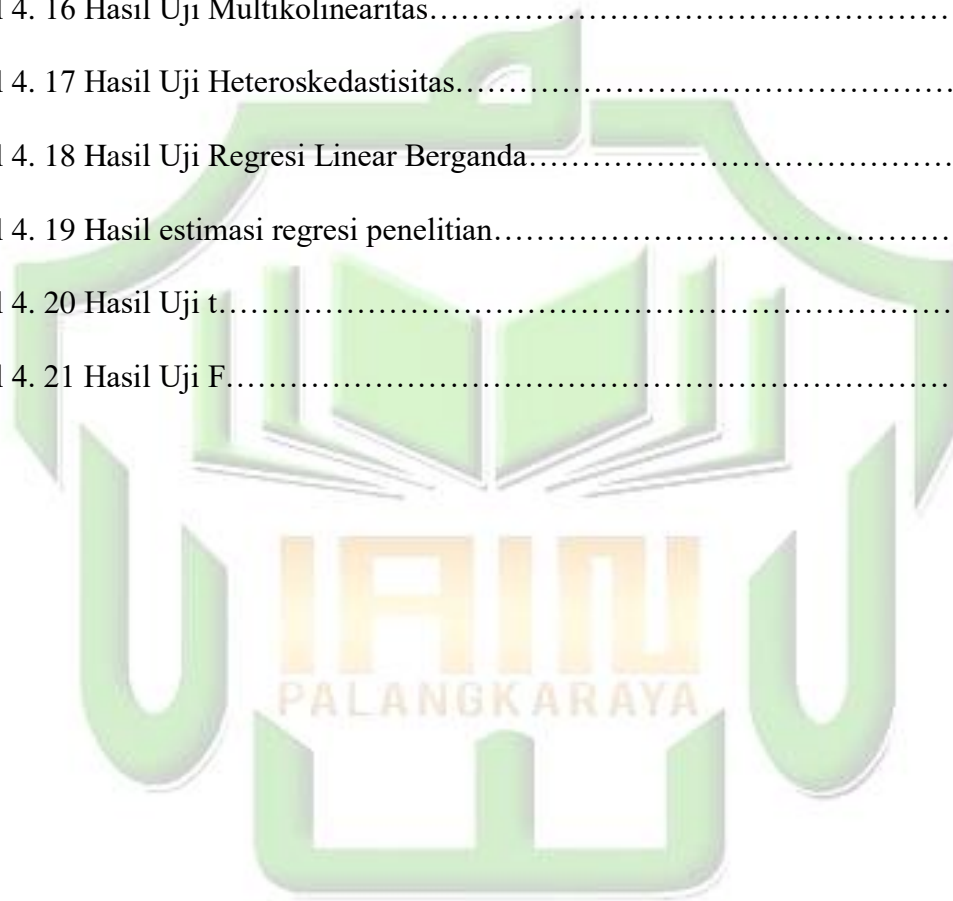 l 4. 16 Hasil Uji Multikolinearitas……………………………………………
l 4. 17 Hasil Uji Heteroskedastisitas…………………………………………
l 4. 18 Hasil Uji Regresi Linear Berganda……………………………………
l 4. 19 Hasil estimasi regresi penelitian………………………………………
l 4. 20 Hasil Uji t…………………………………………………………………
l 4. 21 Hasil Uji F…………………………………………………………………
IAIN
PALANGKARAYA